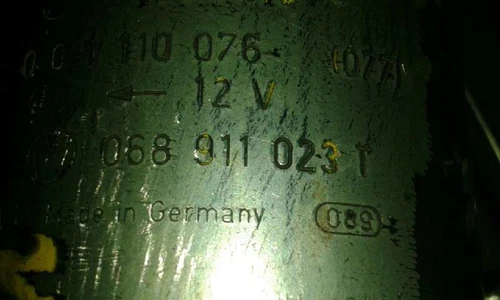 110 076 (077)
12 V
068 911 023 T
Made in Germany 089